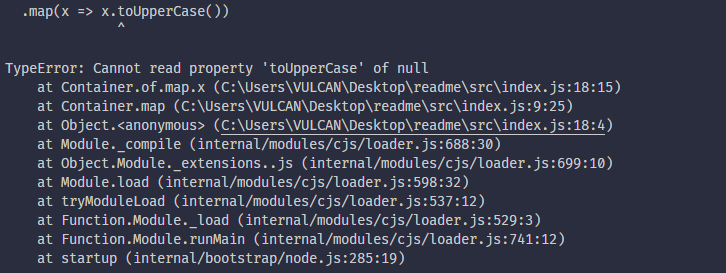 .map(x => x.toUpperCase())
^
TypeError: Cannot read property 'toUpperCase' of null
at Container.of.map.x (C:\Users\VULCAN\Desktop\readme\src\index.js:18:15)
at Container.map (C:\Users\VULCAN\Desktop\readme\src\index.js:9:25)
at Object.<anonymous> (C:\Users\VULCAN\Desktop\readme\src\index.js:18:4)
at Module._compile (internal/modules/cjs/loader.js:688:30)
at Object.Module._extensions..js (internal/modules/cjs/loader.js:699:10)
at Module.load (internal/modules/cjs/loader.js:598:32)
at tryModuleLoad (internal/modules/cjs/loader.js:537:12)
at Function.Module._load (internal/modules/cjs/loader.js:529:3)
at Function.Module.runMain (internal/modules/cjs/loader.js:741:12)
at startup (internal/bootstrap/node.js:285:19)